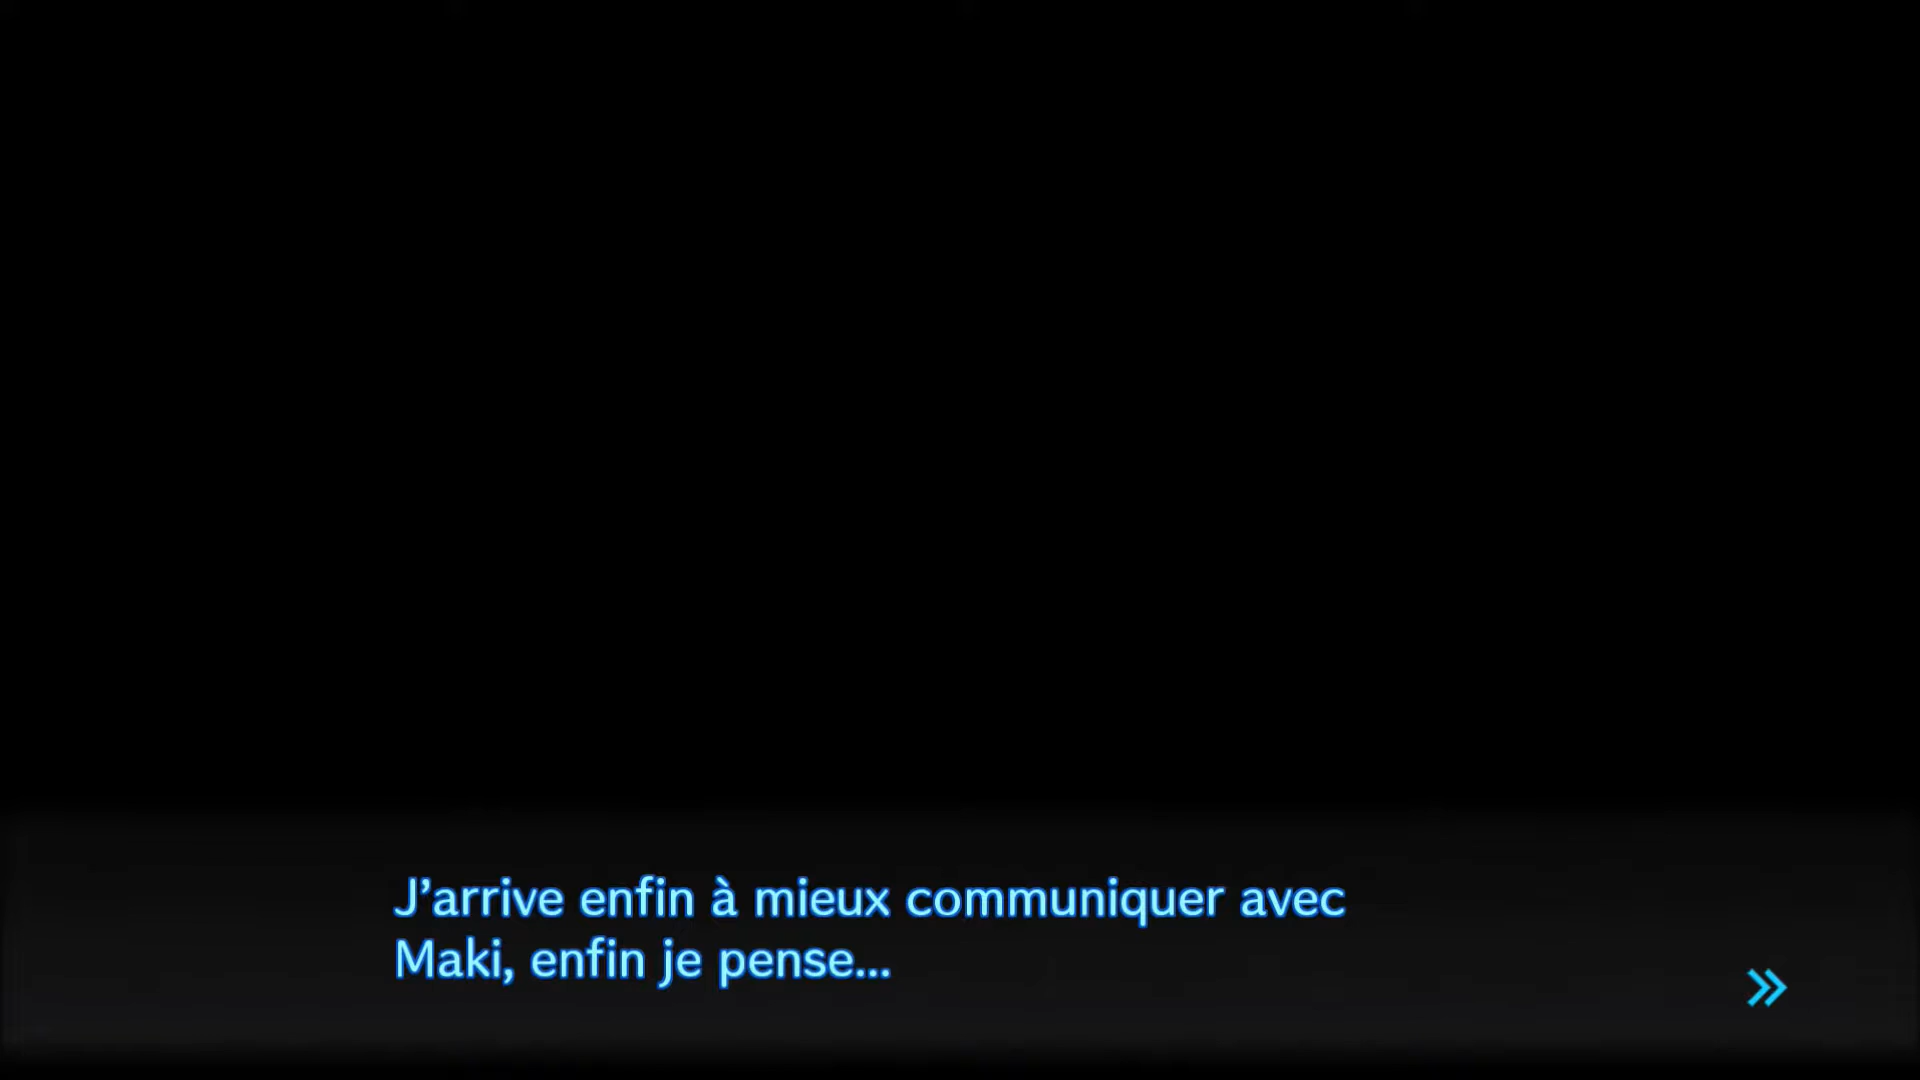 J’arrive enfin à mieux communiquer avec
Maki, enfin je pense...